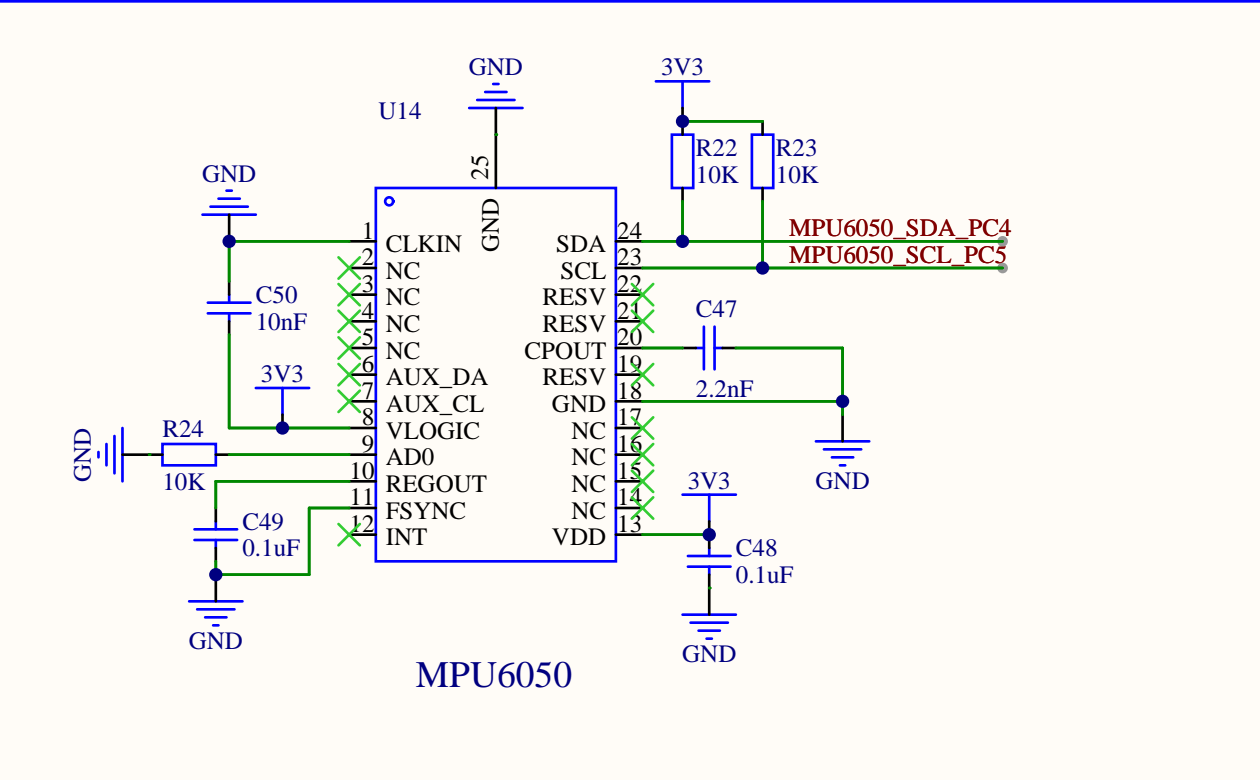 GND
3V3
U14
R22
10K
R23
10K
25
GND
GND
MPU6050_SDA_PC4
MPU6050_SCL_PC5
1 CLKIN
2 NC
3 NC
4 NC
5 NC
6 AUX_DA
7 AUX_CL
8 VLOGIC
9 AD0
10 REGOUT
11 FSYNC
12 INT
SDA 24
SCL 23
RESV 22
RESV 21
CPOUT 20
RESV 19
GND 18
NC 17
NC 16
NC 15
NC 14
VDD 13
C50
10nF
3V3
GND
R24
10K
C49
0.1uF
GND
C47
2.2nF
GND
3V3
C48
0.1uF
GND
MPU6050